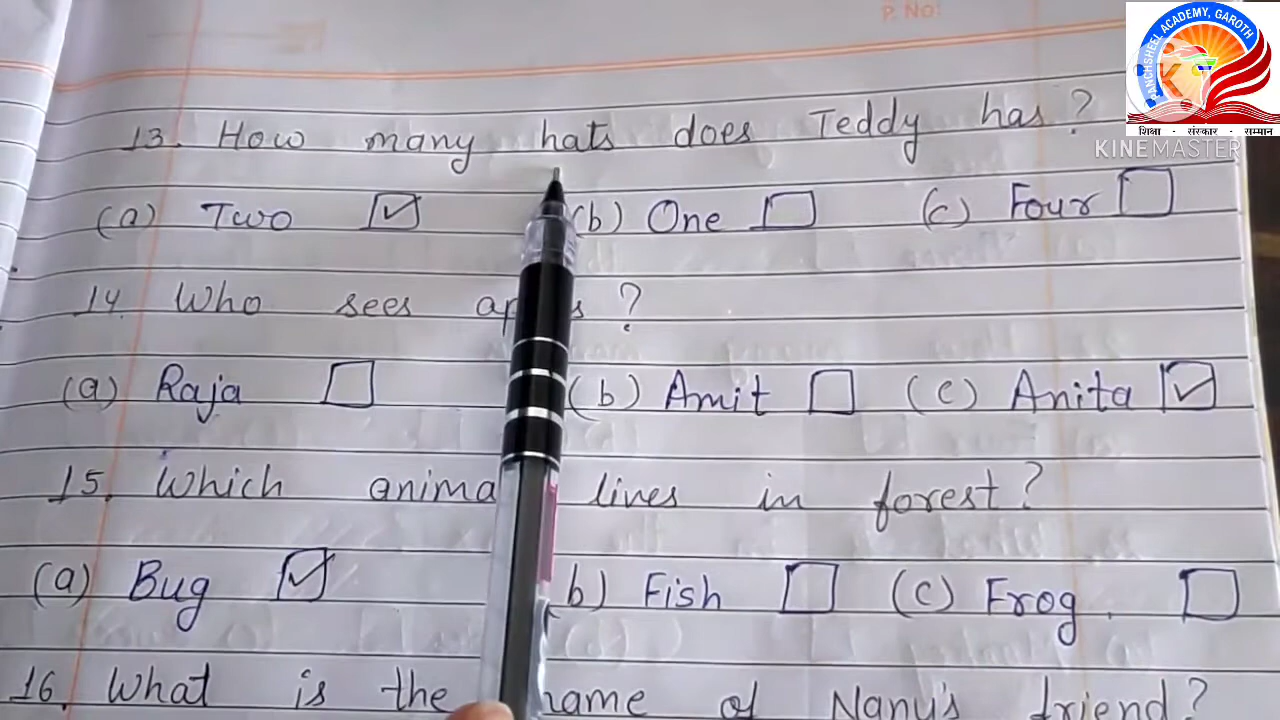 P. No:
PANCHSHEEL ACADEMY, GAROTH
शिक्षा · संस्कार · सम्मान
KINEMASTER
13. How many hats does Teddy has?
(a) Two ☑ (b) One ☐ (c) Four ☐
14. Who sees ?
(a) Raja ☐ (b) Amit ☐ (c) Anita ☑
15. Which lives in forest?
(a) Bug ☑ b) Fish ☐ (c) Frog. ☐
16. What is the name of Nanu's friend?